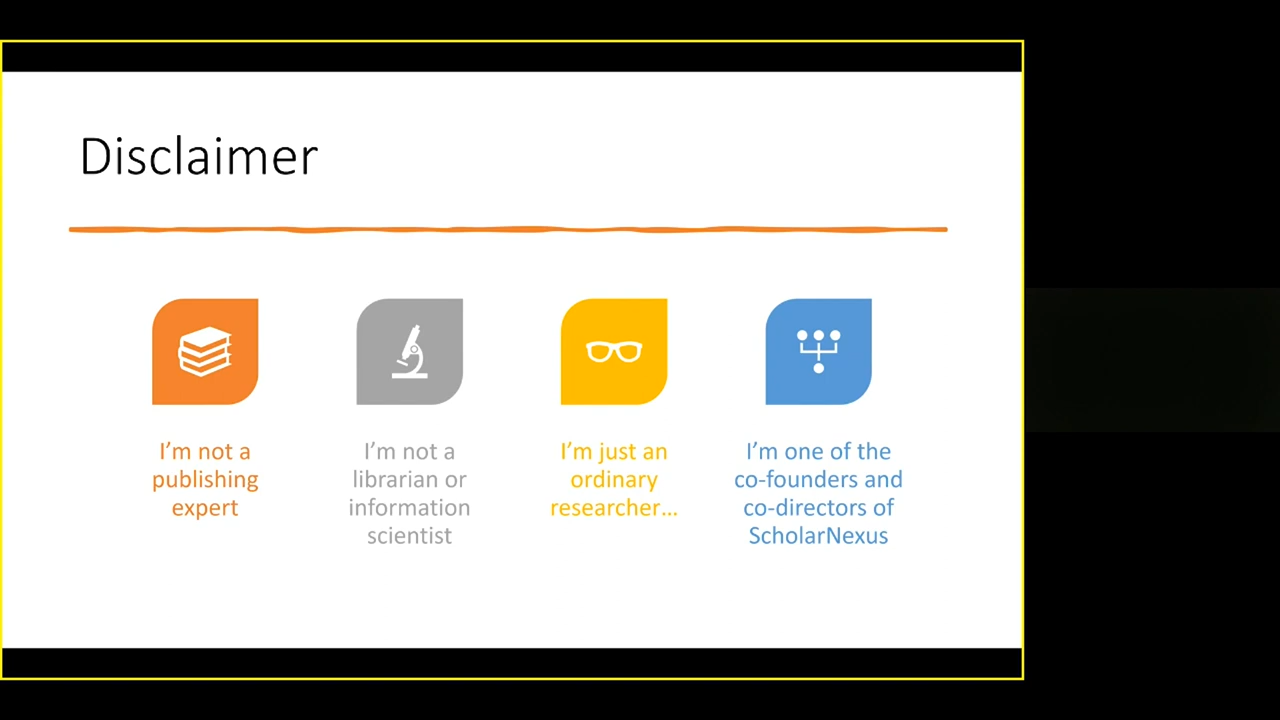 Disclaimer
I'm not a
publishing
expert
I'm not a
librarian or
information
scientist
I'm just an
ordinary
researcher...
I'm one of the
co-founders and
co-directors of
ScholarNexus